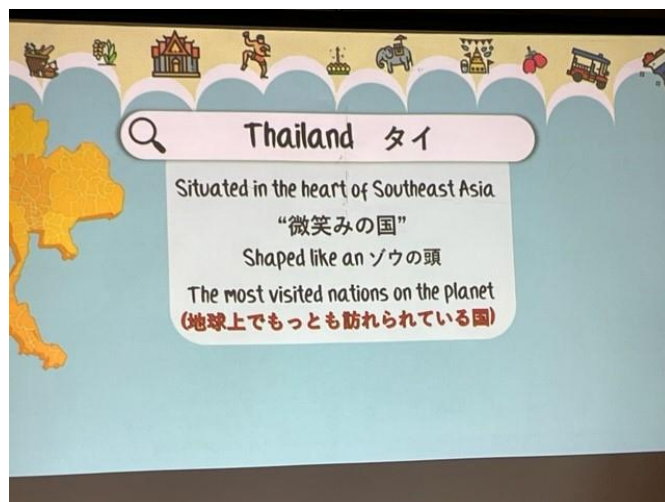 Thailand タイ
Situated in the heart of Southeast Asia
“微笑みの国”
Shaped like an ゾウの頭
The most visited nations on the planet
(地球上でもっとも訪れられている国)